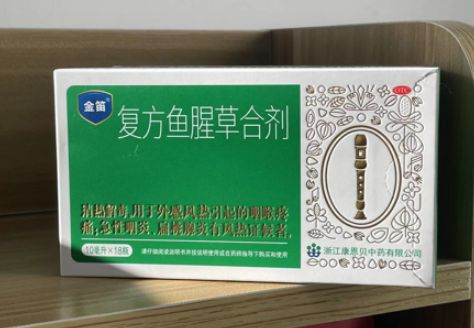 金笛
复方鱼腥草合剂
OTC
清热解毒。用于外感风热引起的咽喉疼
痛;急性咽炎、扁桃腺炎有风热证候者。
10毫升×18瓶
请仔细阅读说明书并按说明使用或在药师指导下购买和使用
浙江康恩贝中药有限公司